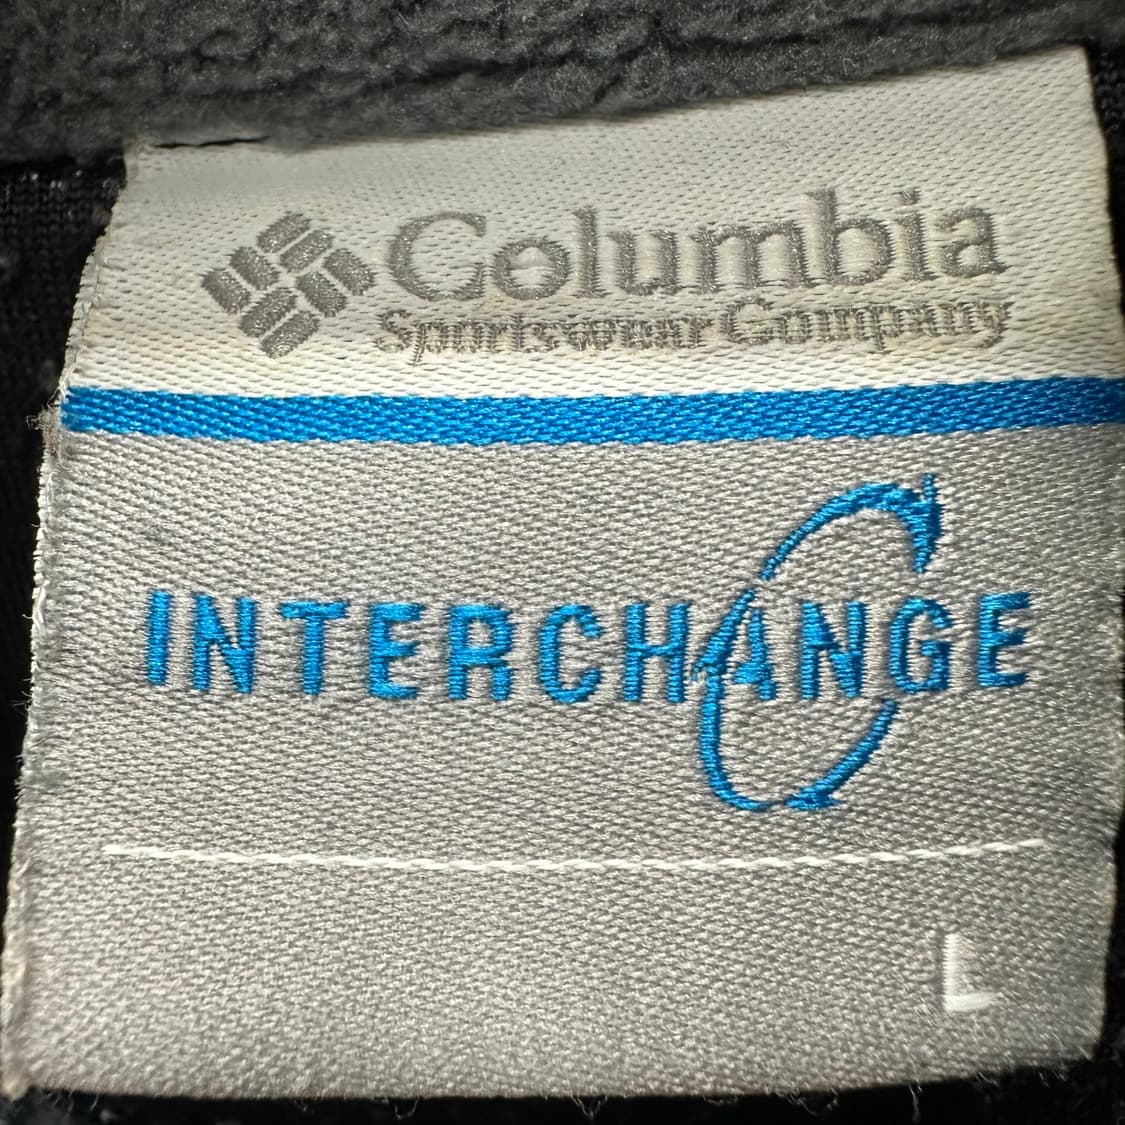 Columbia
Sportswear Company
INTERCHANGE
L